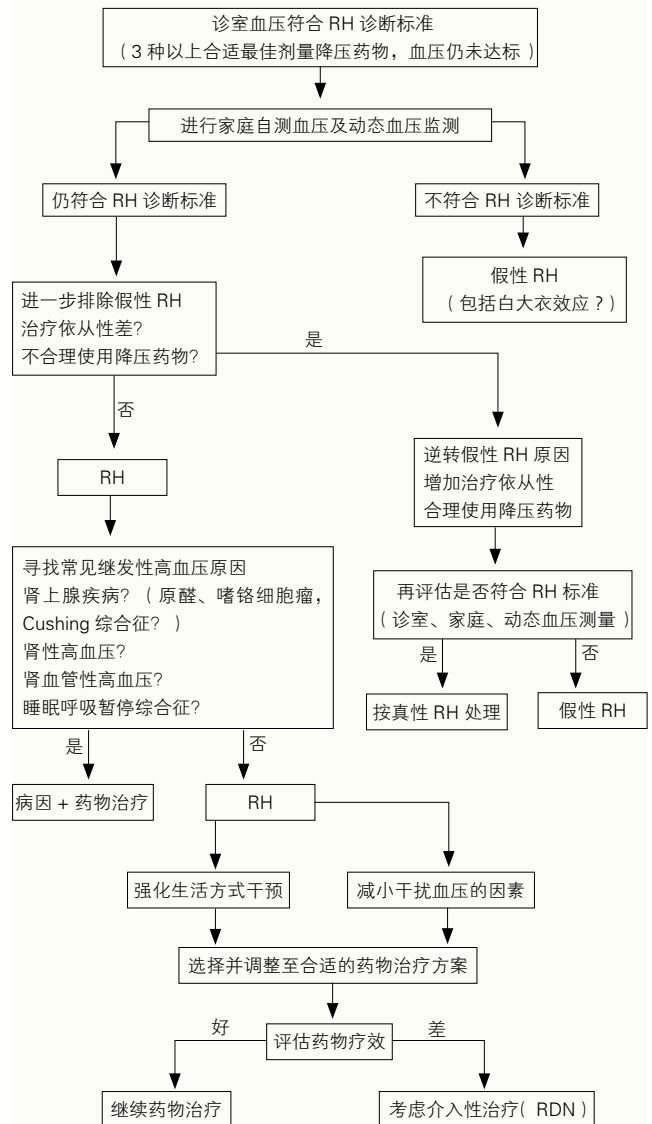 诊室血压符合 RH 诊断标准
（3 种以上合适最佳剂量降压药物，血压仍未达标）
进行家庭自测血压及动态血压监测
仍符合 RH 诊断标准
不符合 RH 诊断标准
假性 RH
（包括白大衣效应？）
进一步排除假性 RH
治疗依从性差？
不合理使用降压药物？
是
否
逆转假性 RH 原因
增加治疗依从性
合理使用降压药物
RH
寻找常见继发性高血压原因
肾上腺疾病？（原醛、嗜铬细胞瘤，
Cushing 综合征？）
肾性高血压？
肾血管性高血压？
睡眠呼吸暂停综合征？
再评估是否符合 RH 标准
（诊室、家庭、动态血压测量）
是
否
按真性 RH 处理
假性 RH
是
否
病因 + 药物治疗
RH
强化生活方式干预
减小干扰血压的因素
选择并调整至合适的药物治疗方案
好
评估药物疗效
差
继续药物治疗
考虑介入性治疗( RDN）